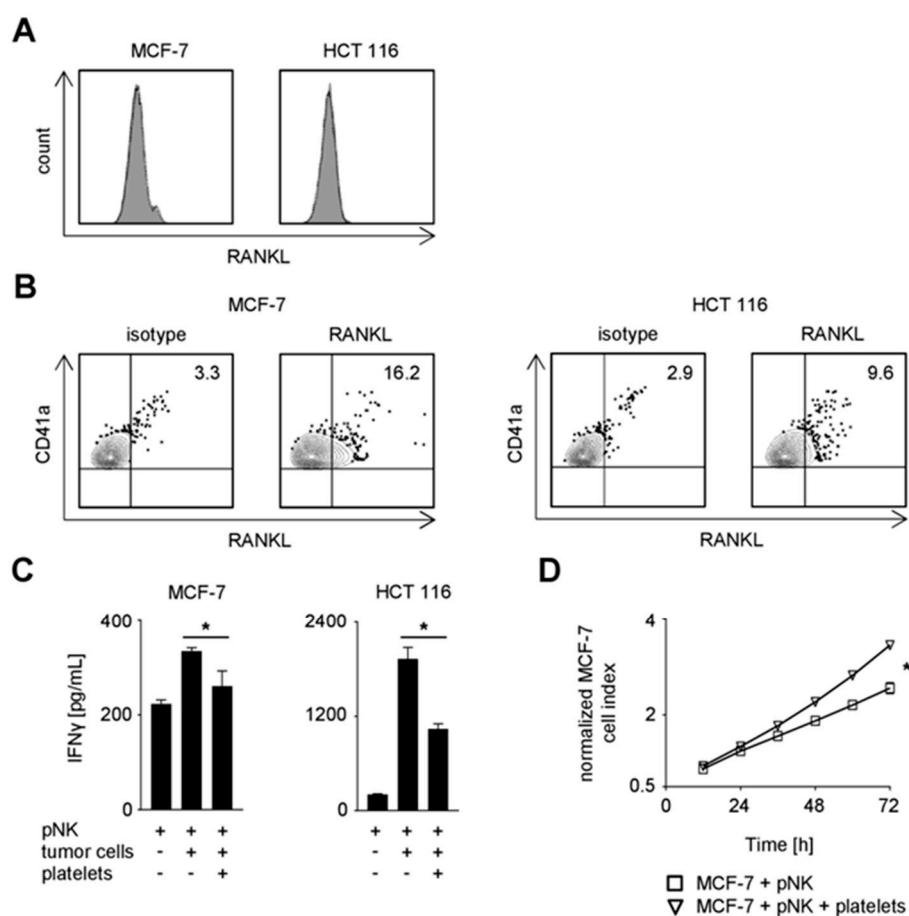 A
MCF-7 HCT 116
count
RANKL
B
MCF-7 HCT 116
isotype RANKL isotype RANKL
3.3 16.2 2.9 9.6
CD41a CD41a
RANKL RANKL
C
MCF-7 HCT 116
IFNγ [pg/mL]
400 2400
* *
200 1200
0 0
pNK + + + + + +
tumor cells - + + - + +
platelets - - + - - +
D
normalized MCF-7
cell index
4
*
2
0.5
0 24 48 72
Time [h]
MCF-7 + pNK
MCF-7 + pNK + platelets